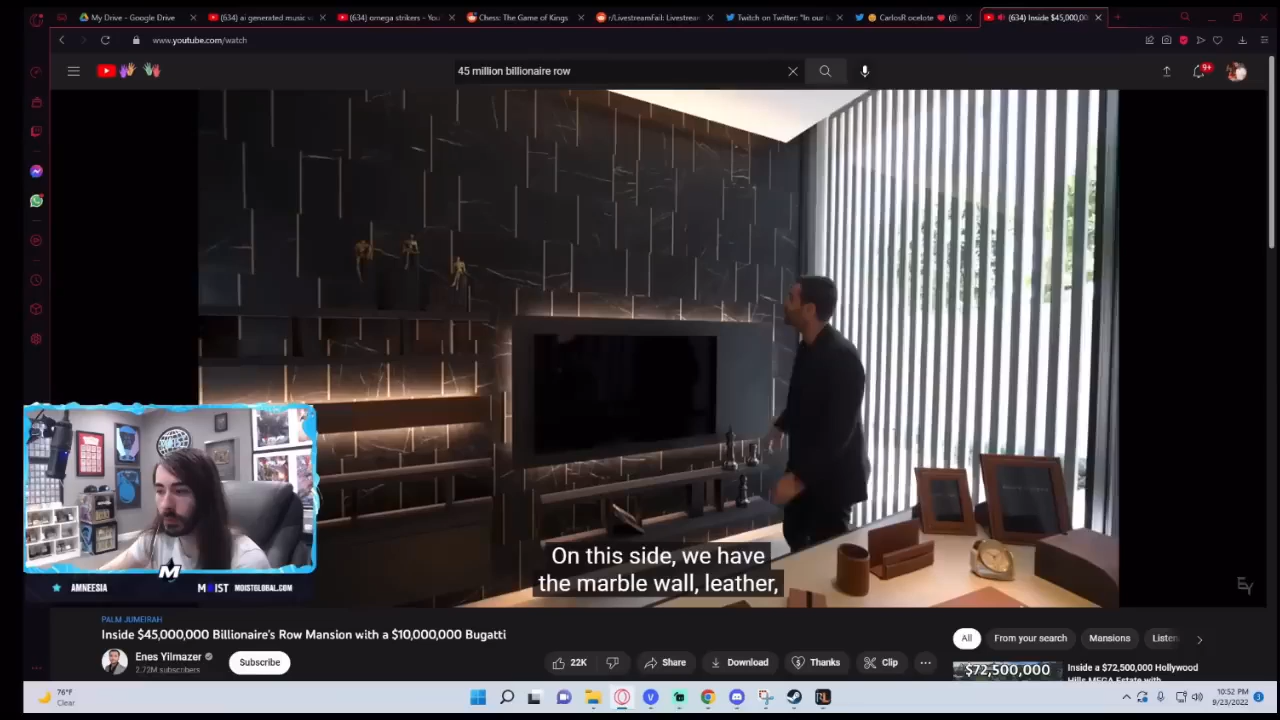 My Drive - Google Drive
(634) ai generated music v
(634) omega strikers - You
Chess: The Game of Kings
r/LivestreamFail: Livestrea
Twitch on Twitter: "In our f
CarlosR ocelote
(634) Inside $45,000,00
www.youtube.com/watch
45 million billionaire row
9+
On this side, we have
the marble wall, leather,
EY
AMNEESIA
M
MOIST
MOISTGLOBAL.COM
PALM JUMEIRAH
Inside $45,000,000 Billionaire's Row Mansion with a $10,000,000 Bugatti
Enes Yilmazer
2.72M subscribers
Subscribe
22K
Share
Download
Thanks
Clip
All
From your search
Mansions
Listen
$72,500,000
Inside a $72,500,000 Hollywood
Hills MEGA Estate with
76°F
Clear
10:52 PM
9/23/2022